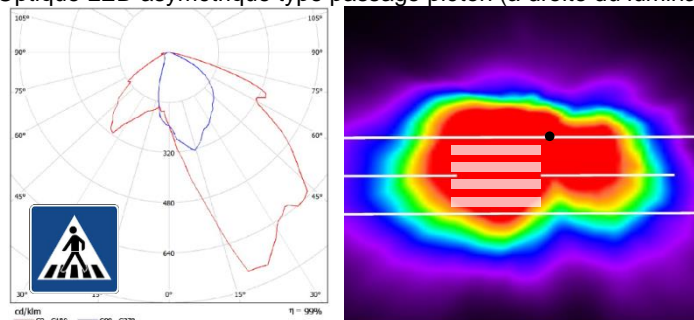 Optique LED asymétrique type passage piéton (à droite du
105° 105°
90° 90°
75° 75°
60° 60°
320
45° 45°
480
640
30° 15° 0° 15° 30°
cd/klm η = 99%